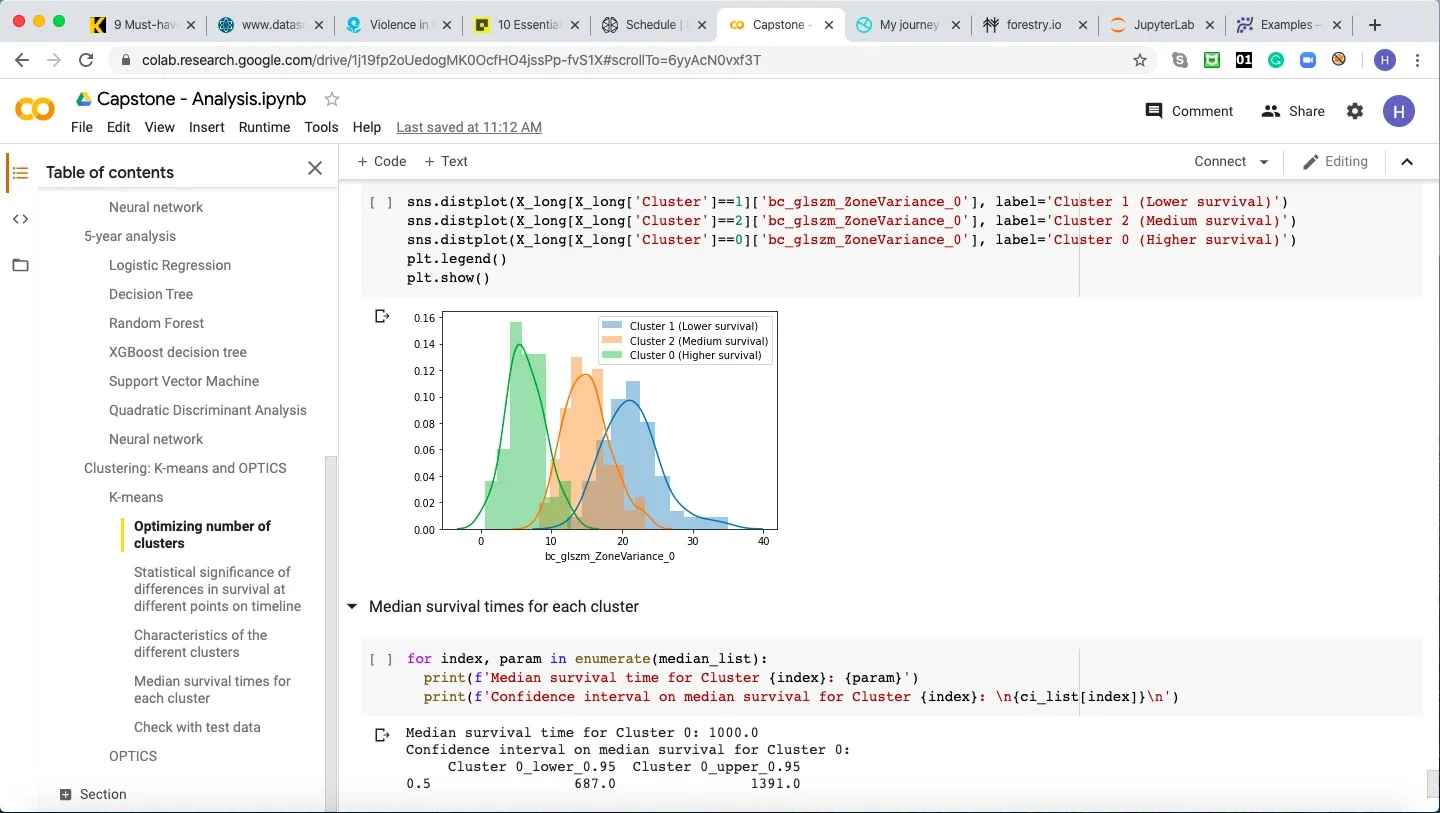 9 Must-hav
www.datasc
Violence in
10 Essential
Schedule |
Capstone -
My journey
forestry.io
JupyterLab
Examples –
colab.research.google.com/drive/1j19fp2oUedogMK0OcfHO4jssPp-fvS1X#scrollTo=6yyAcN0vxf3T
01
H
Capstone - Analysis.ipynb
Comment
Share
H
File Edit View Insert Runtime Tools Help Last saved at 11:12 AM
Table of contents
+ Code + Text
Connect
Editing
Neural network
5-year analysis
Logistic Regression
Decision Tree
Random Forest
XGBoost decision tree
Support Vector Machine
Quadratic Discriminant Analysis
Neural network
Clustering: K-means and OPTICS
K-means
Optimizing number of
clusters
Statistical significance of
differences in survival at
different points on timeline
Characteristics of the
different clusters
Median survival times for
each cluster
Check with test data
OPTICS
Section
[ ] sns.distplot(X_long[X_long['Cluster']==1]['bc_glszm_ZoneVariance_0'], label='Cluster 1 (Lower survival)')
sns.distplot(X_long[X_long['Cluster']==2]['bc_glszm_ZoneVariance_0'], label='Cluster 2 (Medium survival)')
sns.distplot(X_long[X_long['Cluster']==0]['bc_glszm_ZoneVariance_0'], label='Cluster 0 (Higher survival)')
plt.legend()
plt.show()
0.16
0.14
0.12
0.10
0.08
0.06
0.04
0.02
0.00
Cluster 1 (Lower survival)
Cluster 2 (Medium survival)
Cluster 0 (Higher survival)
0 10 20 30 40
bc_glszm_ZoneVariance_0
Median survival times for each cluster
[ ] for index, param in enumerate(median_list):
print(f'Median survival time for Cluster {index}: {param}')
print(f'Confidence interval on median survival for Cluster {index}: \n{ci_list[index]}\n')
Median survival time for Cluster 0: 1000.0
Confidence interval on median survival for Cluster 0:
Cluster 0_lower_0.95 Cluster 0_upper_0.95
0.5 687.0 1391.0